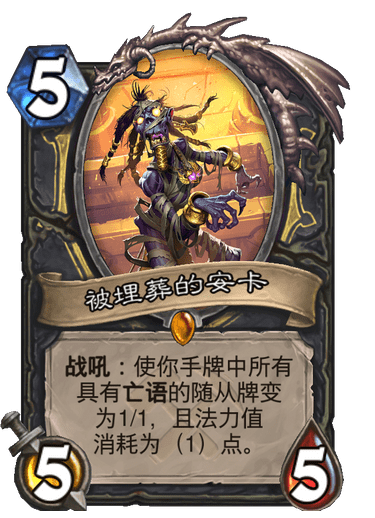 5
被埋葬的安卡
战吼：使你手牌中所有
具有亡语的随从牌变
为1/1，且法力值
消耗为（1）点。
5
5